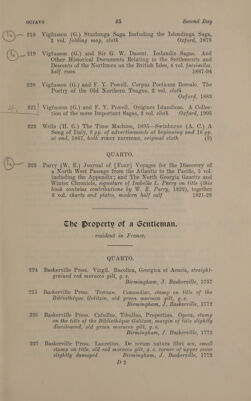 OCTAVO
35
Second Day
218 Vigfusson (G.) Sturlunga Saga Including the Islendinga Saga,
2 vol. folding map, cloth Oxford, 1878
219 Vigfusson (G.) and Sir G. W. Dasent. Icelandic Sagas. And
Other Historical Documents Relating to the Settlements and
Descents of the Northmen on the British Isles, 4 vol. facsimiles,
half roan 1887-94
220 Vigfusson (G.) and F. Y. Powell. Corpus Poeticum Boreale. The
Poetry of the Old Northern Tongue, 2 vol. cloth
Oxford, 1883
221 Vigfusson (G.) and F. Y. Powell. Origines Islandicae. A Collec-
tion of the more Important Sagas, 2 vol. cloth Oxford, 1905
222 Wells (H. G.) The Time Machine, 1895—Swinburne (A. C.) A
Song of Italy, 8 pp. of advertisements at beginning and 16 pp.
at end, 1867, both FIRST EDITIONS, original cloth (2)
QUARTO.
223 Parry (W. E.) Journal of [Four] Voyages for the Discovery of
a North West Passage from the Atlantic to the Pacific, 5 vol.
including the Appendix; and The North Georgia Gazette and
Winter Chronicle, signature of Isabella L. Parry on title (this
book contains contributions by W. E. Parry, 1822), together
6 vol. charts and plates, modern half calf 1821-28
The Property of a Gentleman.
resident in France.
QUARTO.
224 Baskerville Press. Virgil. Bucolica, Georgica et Aeneis, straight-
grained red morocco gilt, g.e.
Birmingham, J. Baskerville, 1757
225 Baskerville Press. Terence. Comoediae, stamp on title of the
Bibliothèque Golitzin, old green morocco gilt, g.e.
Birmingham, J. Baskerville, 1772
226 Baskerville Press. Catullus, Tibullus, Propertius. Opera, stamp
on the title of the Bibliothèque Golitzin, margin of title slightly
discoloured, old green morocco gilt, g.e.
Birmingham, J. Baskerville, 1772
227 Baskerville Press. Lucretius. De rerum natura libri sex, small
stamp on title, old red morocco gilt, g.e. corner of upper cover
slightly damaged Birmingham, J. Baskerville, 1772
D 2